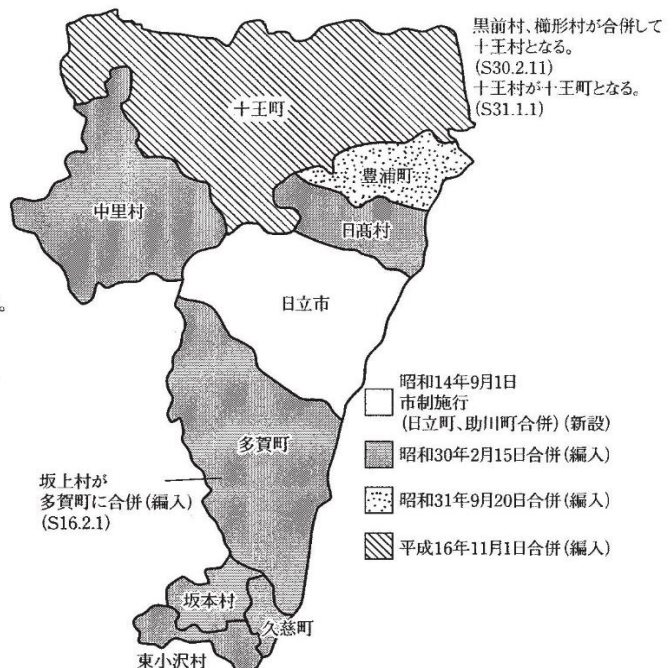 黒前村、櫛形村が合併して
十王村となる。
(S30.2.11)
十王村が十王町となる。
(S31.1.1)
十王町
豊浦町
中里村
日高村
。
日立市
昭和14年9月1日
市制施行
(日立町、助川町合併)(新設)
多賀町
昭和30年2月15日合併(編入)
坂上村が
多賀町に合併(編入)
(S16.2.1)
昭和31年9月20日合併(編入)
平成16年11月1日合併(編入)
坂本村
久慈町
東小沢村